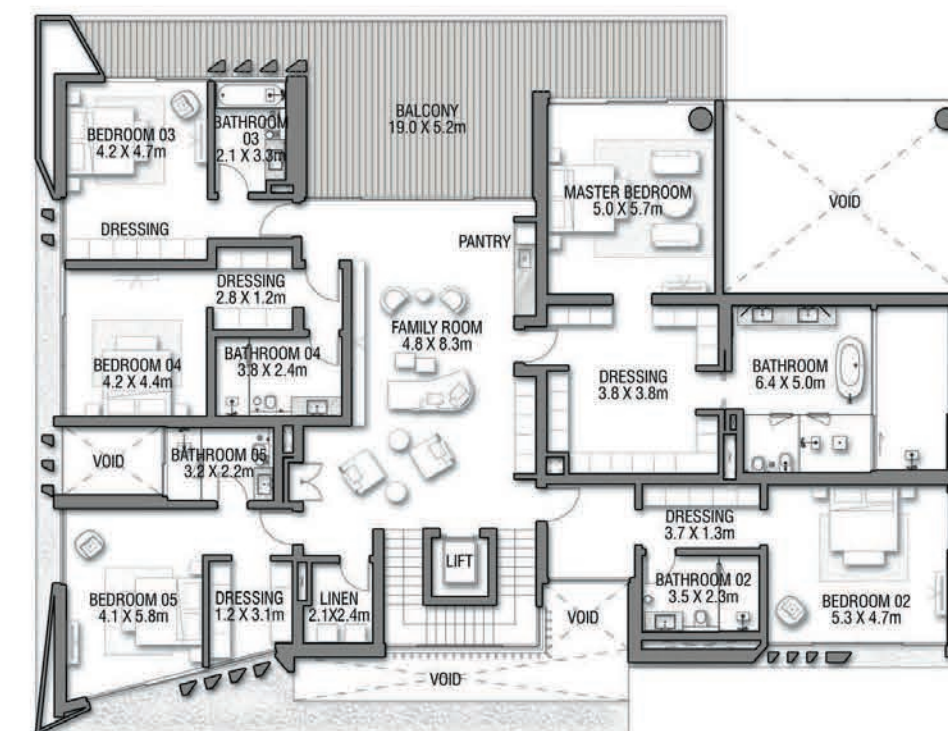 BALCONY
19.0 X 5.2m
BEDROOM 03
4.2 X 4.7m
BATHROOM
03
2.1 X 3.3m
MASTER BEDROOM
5.0 X 5.7m
VOID
DRESSING
PANTRY
DRESSING
2.8 X 1.2m
FAMILY ROOM
4.8 X 8.3m
BEDROOM 04
4.2 X 4.4m
BATHROOM 04
3.8 X 2.4m
DRESSING
3.8 X 3.8m
BATHROOM
6.4 X 5.0m
VOID
BATHROOM 05
3.2 X 2.2m
DRESSING
3.7 X 1.3m
LIFT
BEDROOM 05
4.1 X 5.8m
DRESSING
1.2 X 3.1m
LINEN
2.1X2.4m
BATHROOM 02
3.5 X 2.3m
BEDROOM 02
5.3 X 4.7m
VOID
VOID